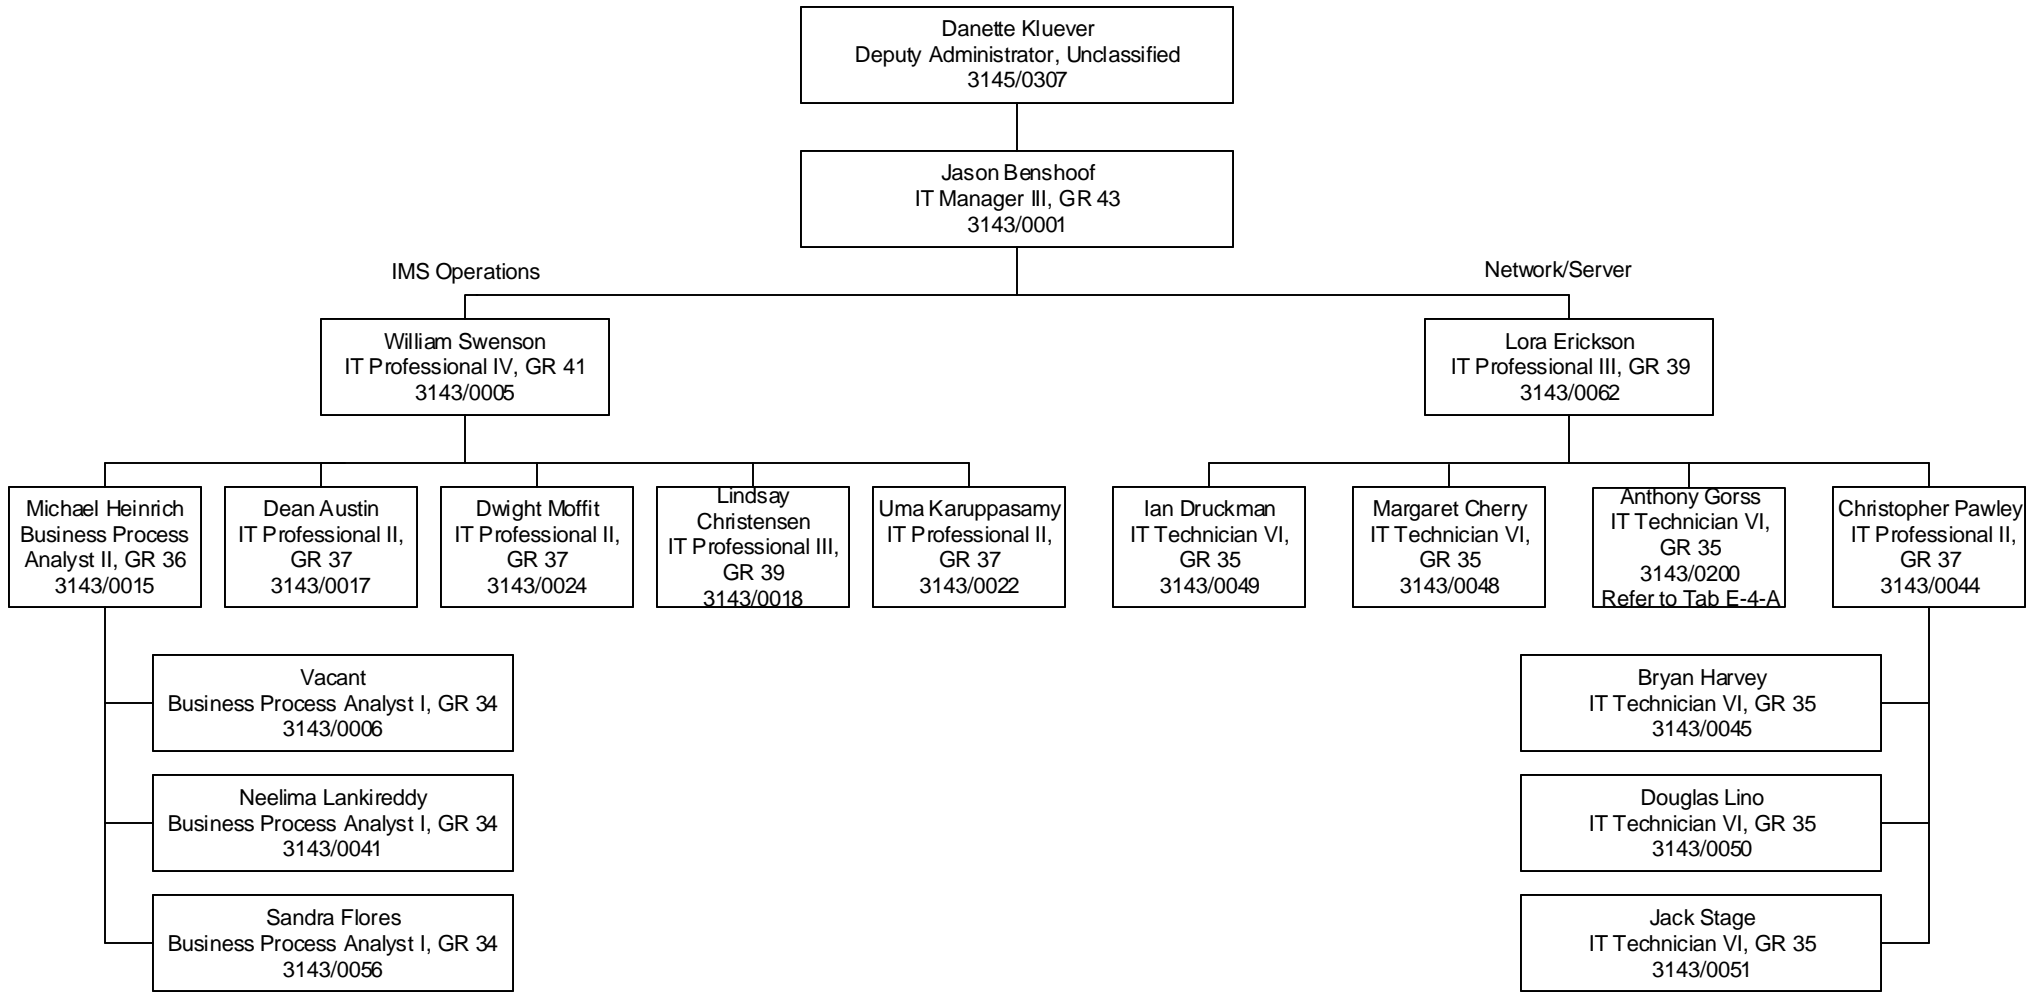 Danette Kluever
Deputy Administrator, Unclassified
3145/0307
Jason Benshoof
IT Manager III, GR 43
3143/0001
IMS Operations
Network/Server
William Swenson
IT Professional IV, GR 41
3143/0005
Lora Erickson
IT Professional III, GR 39
3143/0062
Michael Heinrich
Business Process
Analyst II, GR 36
3143/0015
Dean Austin
IT Professional II,
GR 37
3143/0017
Dwight Moffit
IT Professional II,
GR 37
3143/0024
Lindsay
Christensen
IT Professional III,
GR 39
3143/0018
Uma Karuppasamy
IT Professional II,
GR 37
3143/0022
Ian Druckman
IT Technician VI,
GR 35
3143/0049
Margaret Cherry
IT Technician VI,
GR 35
3143/0048
Anthony Gorss
IT Technician VI,
GR 35
3143/0200
Refer to Tab E-4-A
Christopher Pawley
IT Professional II,
GR 37
3143/0044
Vacant
Business Process Analyst I, GR 34
3143/0006
Neelima Lankireddy
Business Process Analyst I, GR 34
3143/0041
Sandra Flores
Business Process Analyst I, GR 34
3143/0056
Bryan Harvey
IT Technician VI, GR 35
3143/0045
Douglas Lino
IT Technician VI, GR 35
3143/0050
Jack Stage
IT Technician VI, GR 35
3143/0051